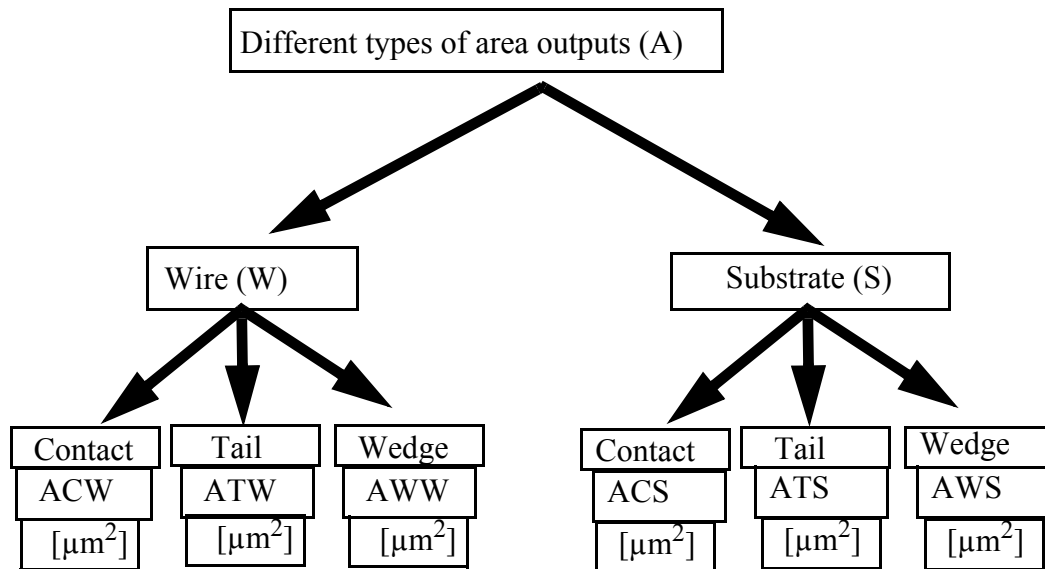 Different types of area outputs (A)
Wire (W)
Substrate (S)
Contact
Tail
Wedge
Contact
Tail
Wedge
ACW
ATW
AWW
ACS
ATS
AWS
[µm²]
[µm²]
[µm²]
[µm²]
[µm²]
[µm²]